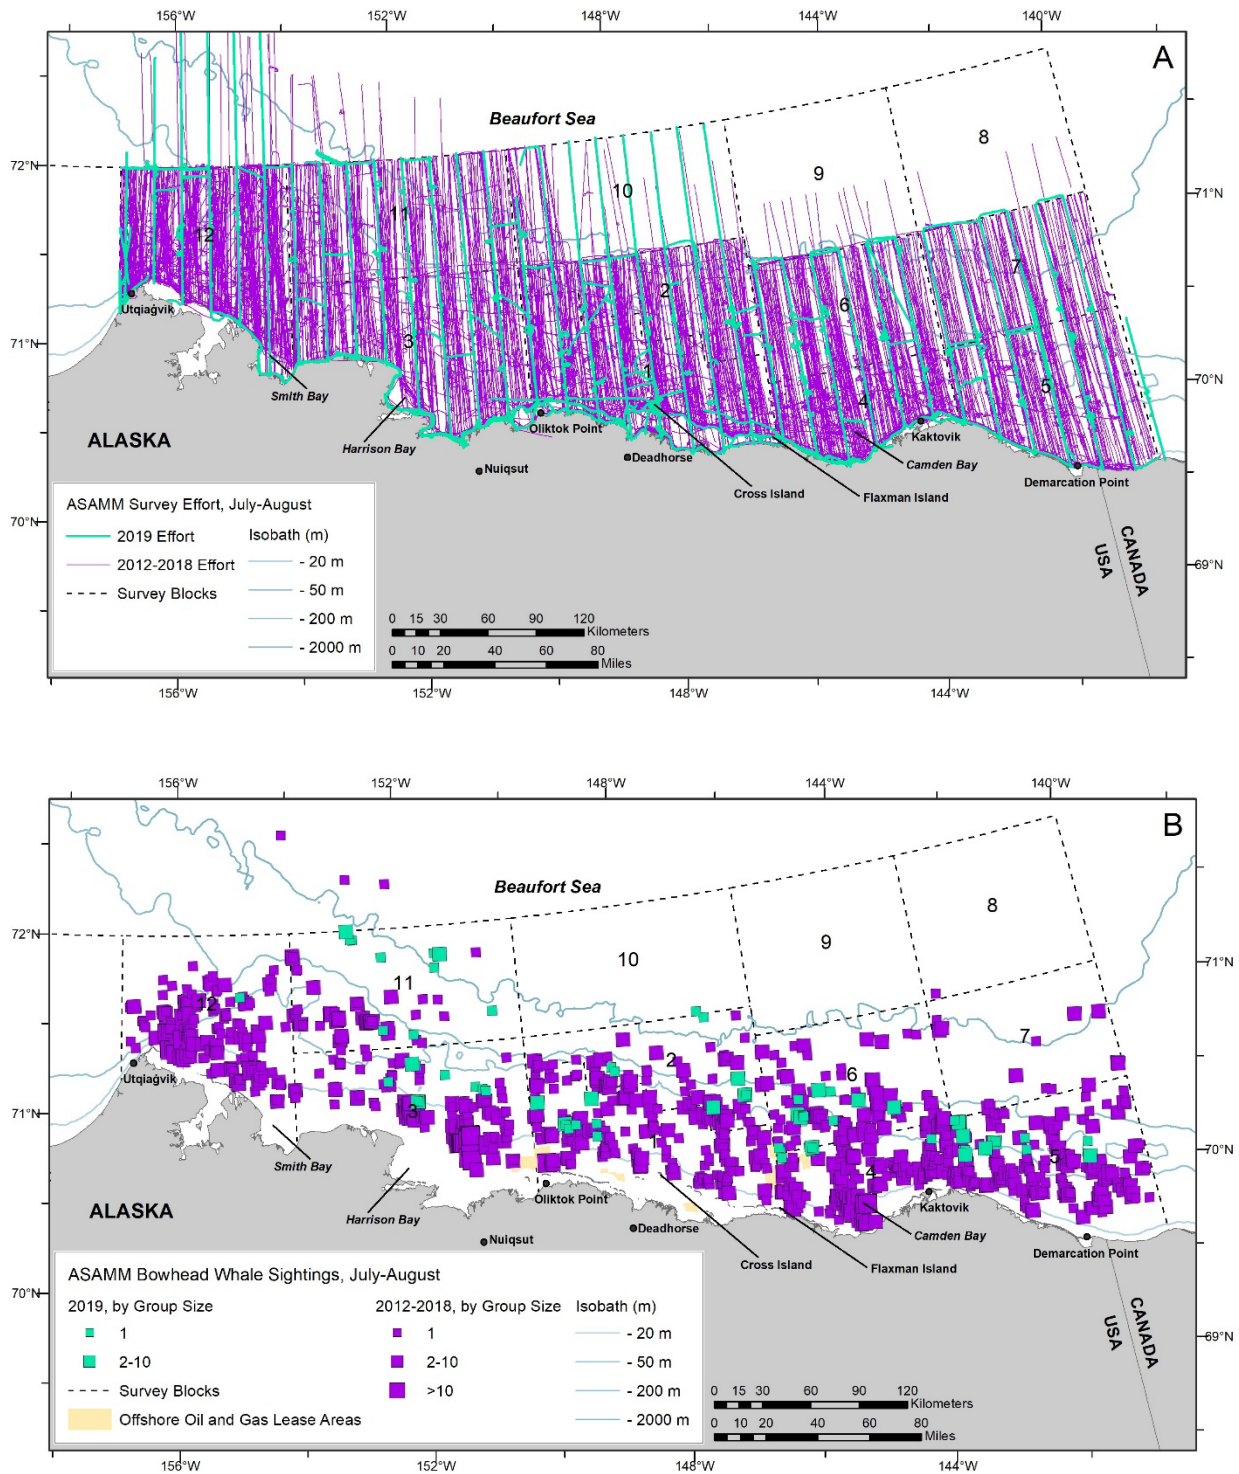 156°W 152°W 148°W 144°W 140°W
A
Beaufort Sea
8
72°N
71°N
9
10
11
12
7
2
6
Utqiaġvik
71°N
3
70°N
1
5
4
Smith Bay
Oliktok Point
Kaktovik
ALASKA
Harrison Bay
Deadhorse
Camden Bay
Nuiqsut
Cross Island
Flaxman Island
Demarcation Point
ASAMM Survey Effort, July-August
2019 Effort
2012-2018 Effort
Survey Blocks
Isobath (m)
- 20 m
- 50 m
- 200 m
- 2000 m
70°N
CANADA
USA
69°N
0 15 30 60 90 120
Kilometers
0 10 20 40 60 80
Miles
156°W 152°W 148°W 144°W
156°W 152°W 148°W 144°W 140°W
B
Beaufort Sea
8
72°N
9
10
71°N
11
12
7
2
6
Utqiaġvik
71°N
3
1
70°N
5
4
Smith Bay
Oliktok Point
Kaktovik
ALASKA
Harrison Bay
Deadhorse
Camden Bay
Nuiqsut
Demarcation Point
Cross Island
Flaxman Island
ASAMM Bowhead Whale Sightings, July-August
2019, by Group Size
1
2-10
Survey Blocks
Offshore Oil and Gas Lease Areas
2012-2018, by Group Size
1
2-10
>10
Isobath (m)
- 20 m
- 50 m
- 200 m
- 2000 m
70°N
CANADA
USA
69°N
0 15 30 60 90 120
Kilometers
0 10 20 40 60 80
Miles
156°W 152°W 148°W 144°W